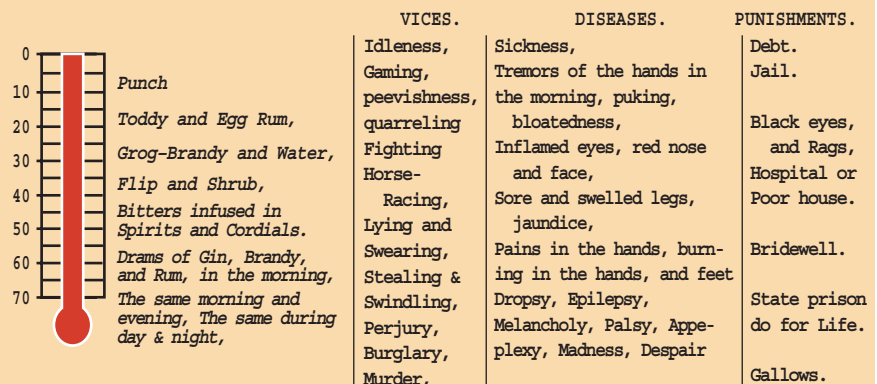 VICES.
DISEASES.
PUNISHMENTS.
0
10
20
30
40
50
60
70
Punch
Toddy and Egg Rum,
Grog-Brandy and Water,
Flip and Shrub,
Bitters infused in
Spirits and Cordials.
Drams of Gin, Brandy,
and Rum, in the morning,
The same morning and
evening, The same during
day & night,
Idleness,
Gaming,
peevishness,
quarreling
Fighting
Horse-
Racing,
Lying and
Swearing,
Stealing &
Swindling,
Perjury,
Burglary,
Murder,
Sickness,
Tremors of the hands in
the morning, puking,
bloatedness,
Inflamed eyes, red nose
and face,
Sore and swelled legs,
jaundice,
Pains in the hands, burn-
ing in the hands, and feet
Dropsy, Epilepsy,
Melancholy, Palsy, Appe-
plexy, Madness, Despair
Debt.
Jail.
Black eyes,
and Rags,
Hospital or
Poor house.
Bridewell.
State prison
do for Life.
Gallows.